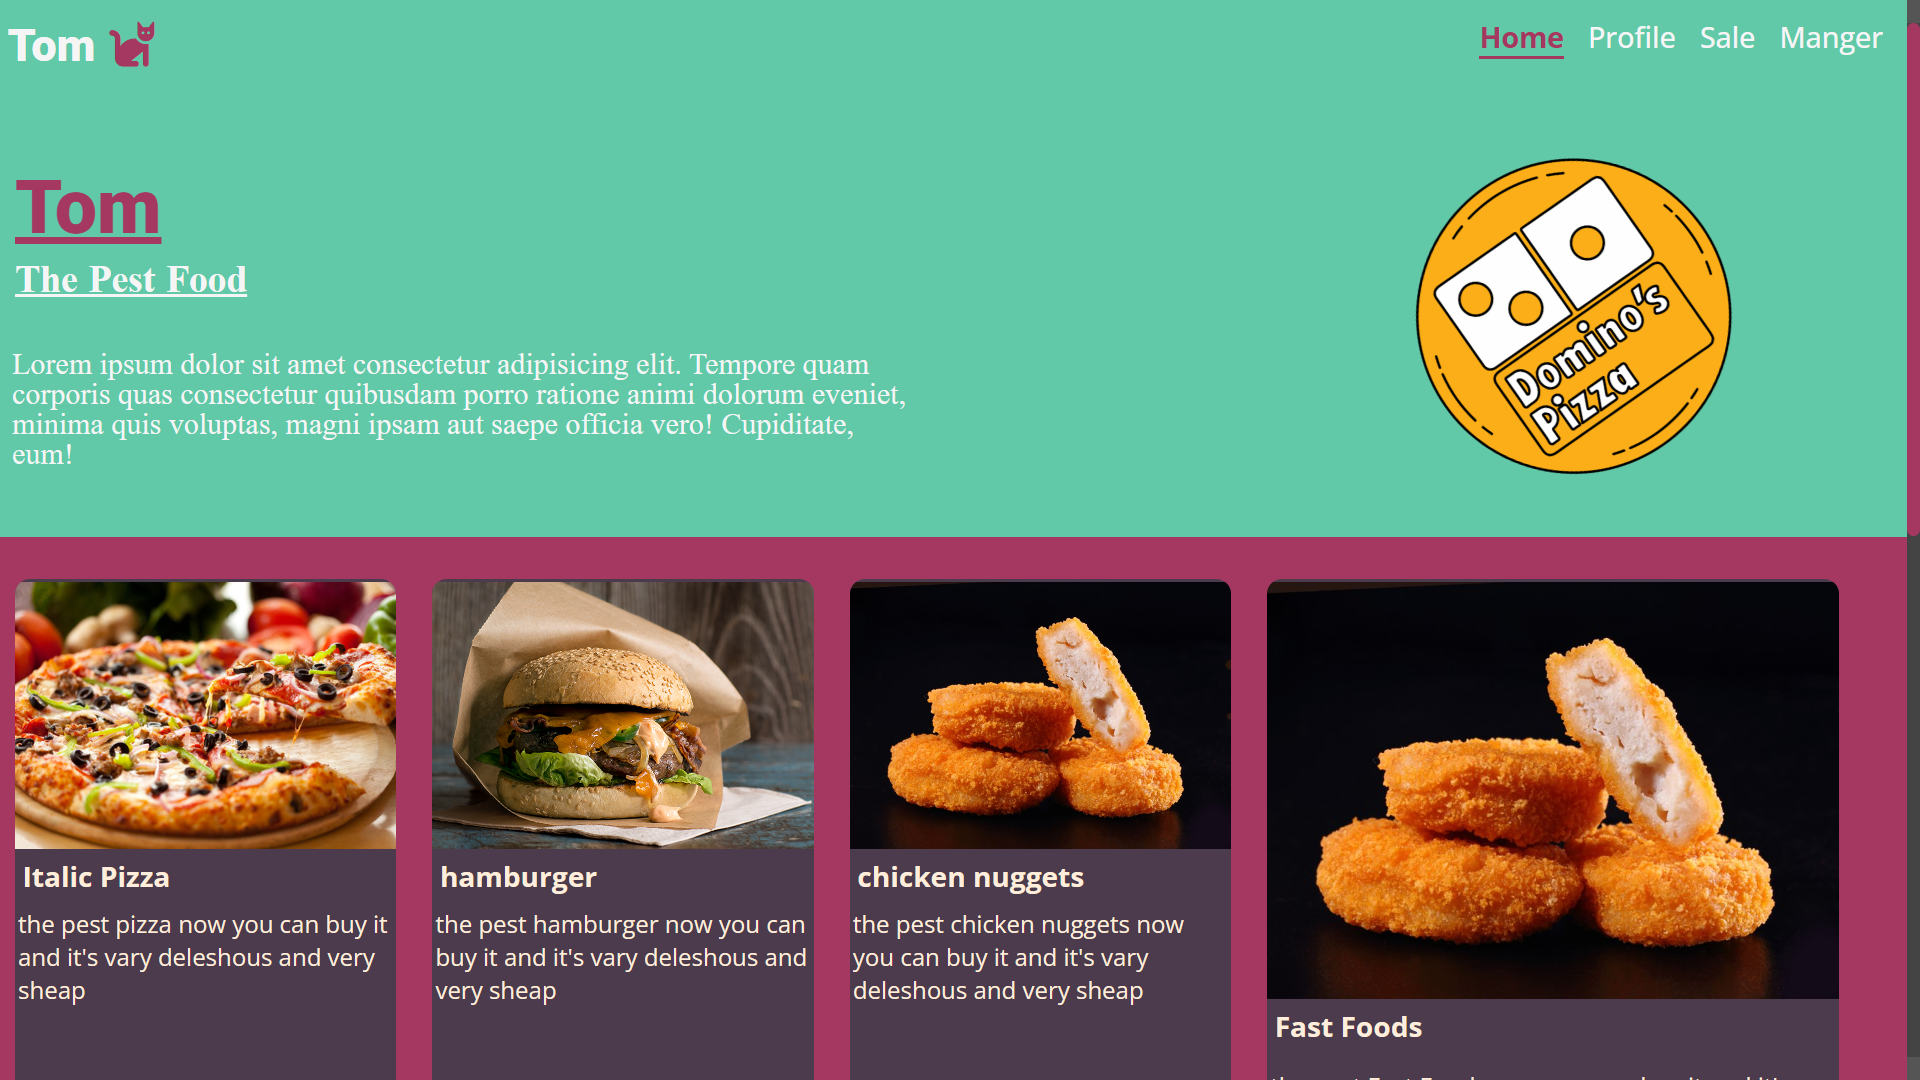 Tom
Home Profile Sale Manger
Tom
The Pest Food
Lorem ipsum dolor sit amet consectetur adipisicing elit. Tempore quam
corporis quas consectetur quibusdam porro ratione animi dolorum eveniet,
minima quis voluptas, magni ipsam aut saepe officia vero! Cupiditate,
eum!
Domino's
Pizza
Italic Pizza
the pest pizza now you can buy it
and it's vary deleshous and very
sheap
hamburger
the pest hamburger now you can
buy it and it's vary deleshous and
very sheap
chicken nuggets
the pest chicken nuggets now
you can buy it and it's vary
deleshous and very sheap
Fast Foods